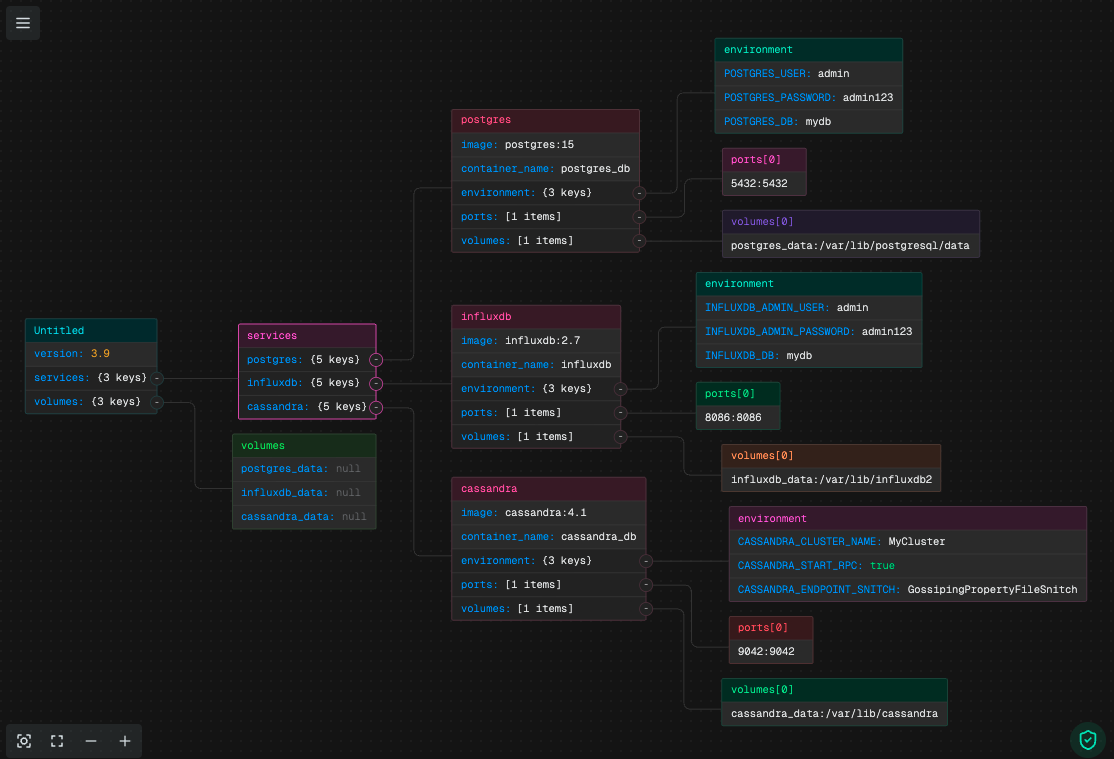 Untitled
version: 3.9
services: {3 keys}
volumes: {3 keys}
services
postgres: {5 keys}
influxdb: {5 keys}
cassandra: {5 keys}
volumes
postgres_data: null
influxdb_data: null
cassandra_data: null
postgres
image: postgres:15
container_name: postgres_db
environment: {3 keys}
ports: [1 items]
volumes: [1 items]
environment
POSTGRES_USER: admin
POSTGRES_PASSWORD: admin123
POSTGRES_DB: mydb
ports[0]
5432:5432
volumes[0]
postgres_data:/var/lib/postgresql/data
influxdb
image: influxdb:2.7
container_name: influxdb
environment: {3 keys}
ports: [1 items]
volumes: [1 items]
environment
INFLUXDB_ADMIN_USER: admin
INFLUXDB_ADMIN_PASSWORD: admin123
INFLUXDB_DB: mydb
ports[0]
8086:8086
volumes[0]
influxdb_data:/var/lib/influxdb2
cassandra
image: cassandra:4.1
container_name: cassandra_db
environment: {3 keys}
ports: [1 items]
volumes: [1 items]
environment
CASSANDRA_CLUSTER_NAME: MyCluster
CASSANDRA_START_RPC: true
CASSANDRA_ENDPOINT_SNITCH: GossipingPropertyFileSnitch
ports[0]
9042:9042
volumes[0]
cassandra_data:/var/lib/cassandra